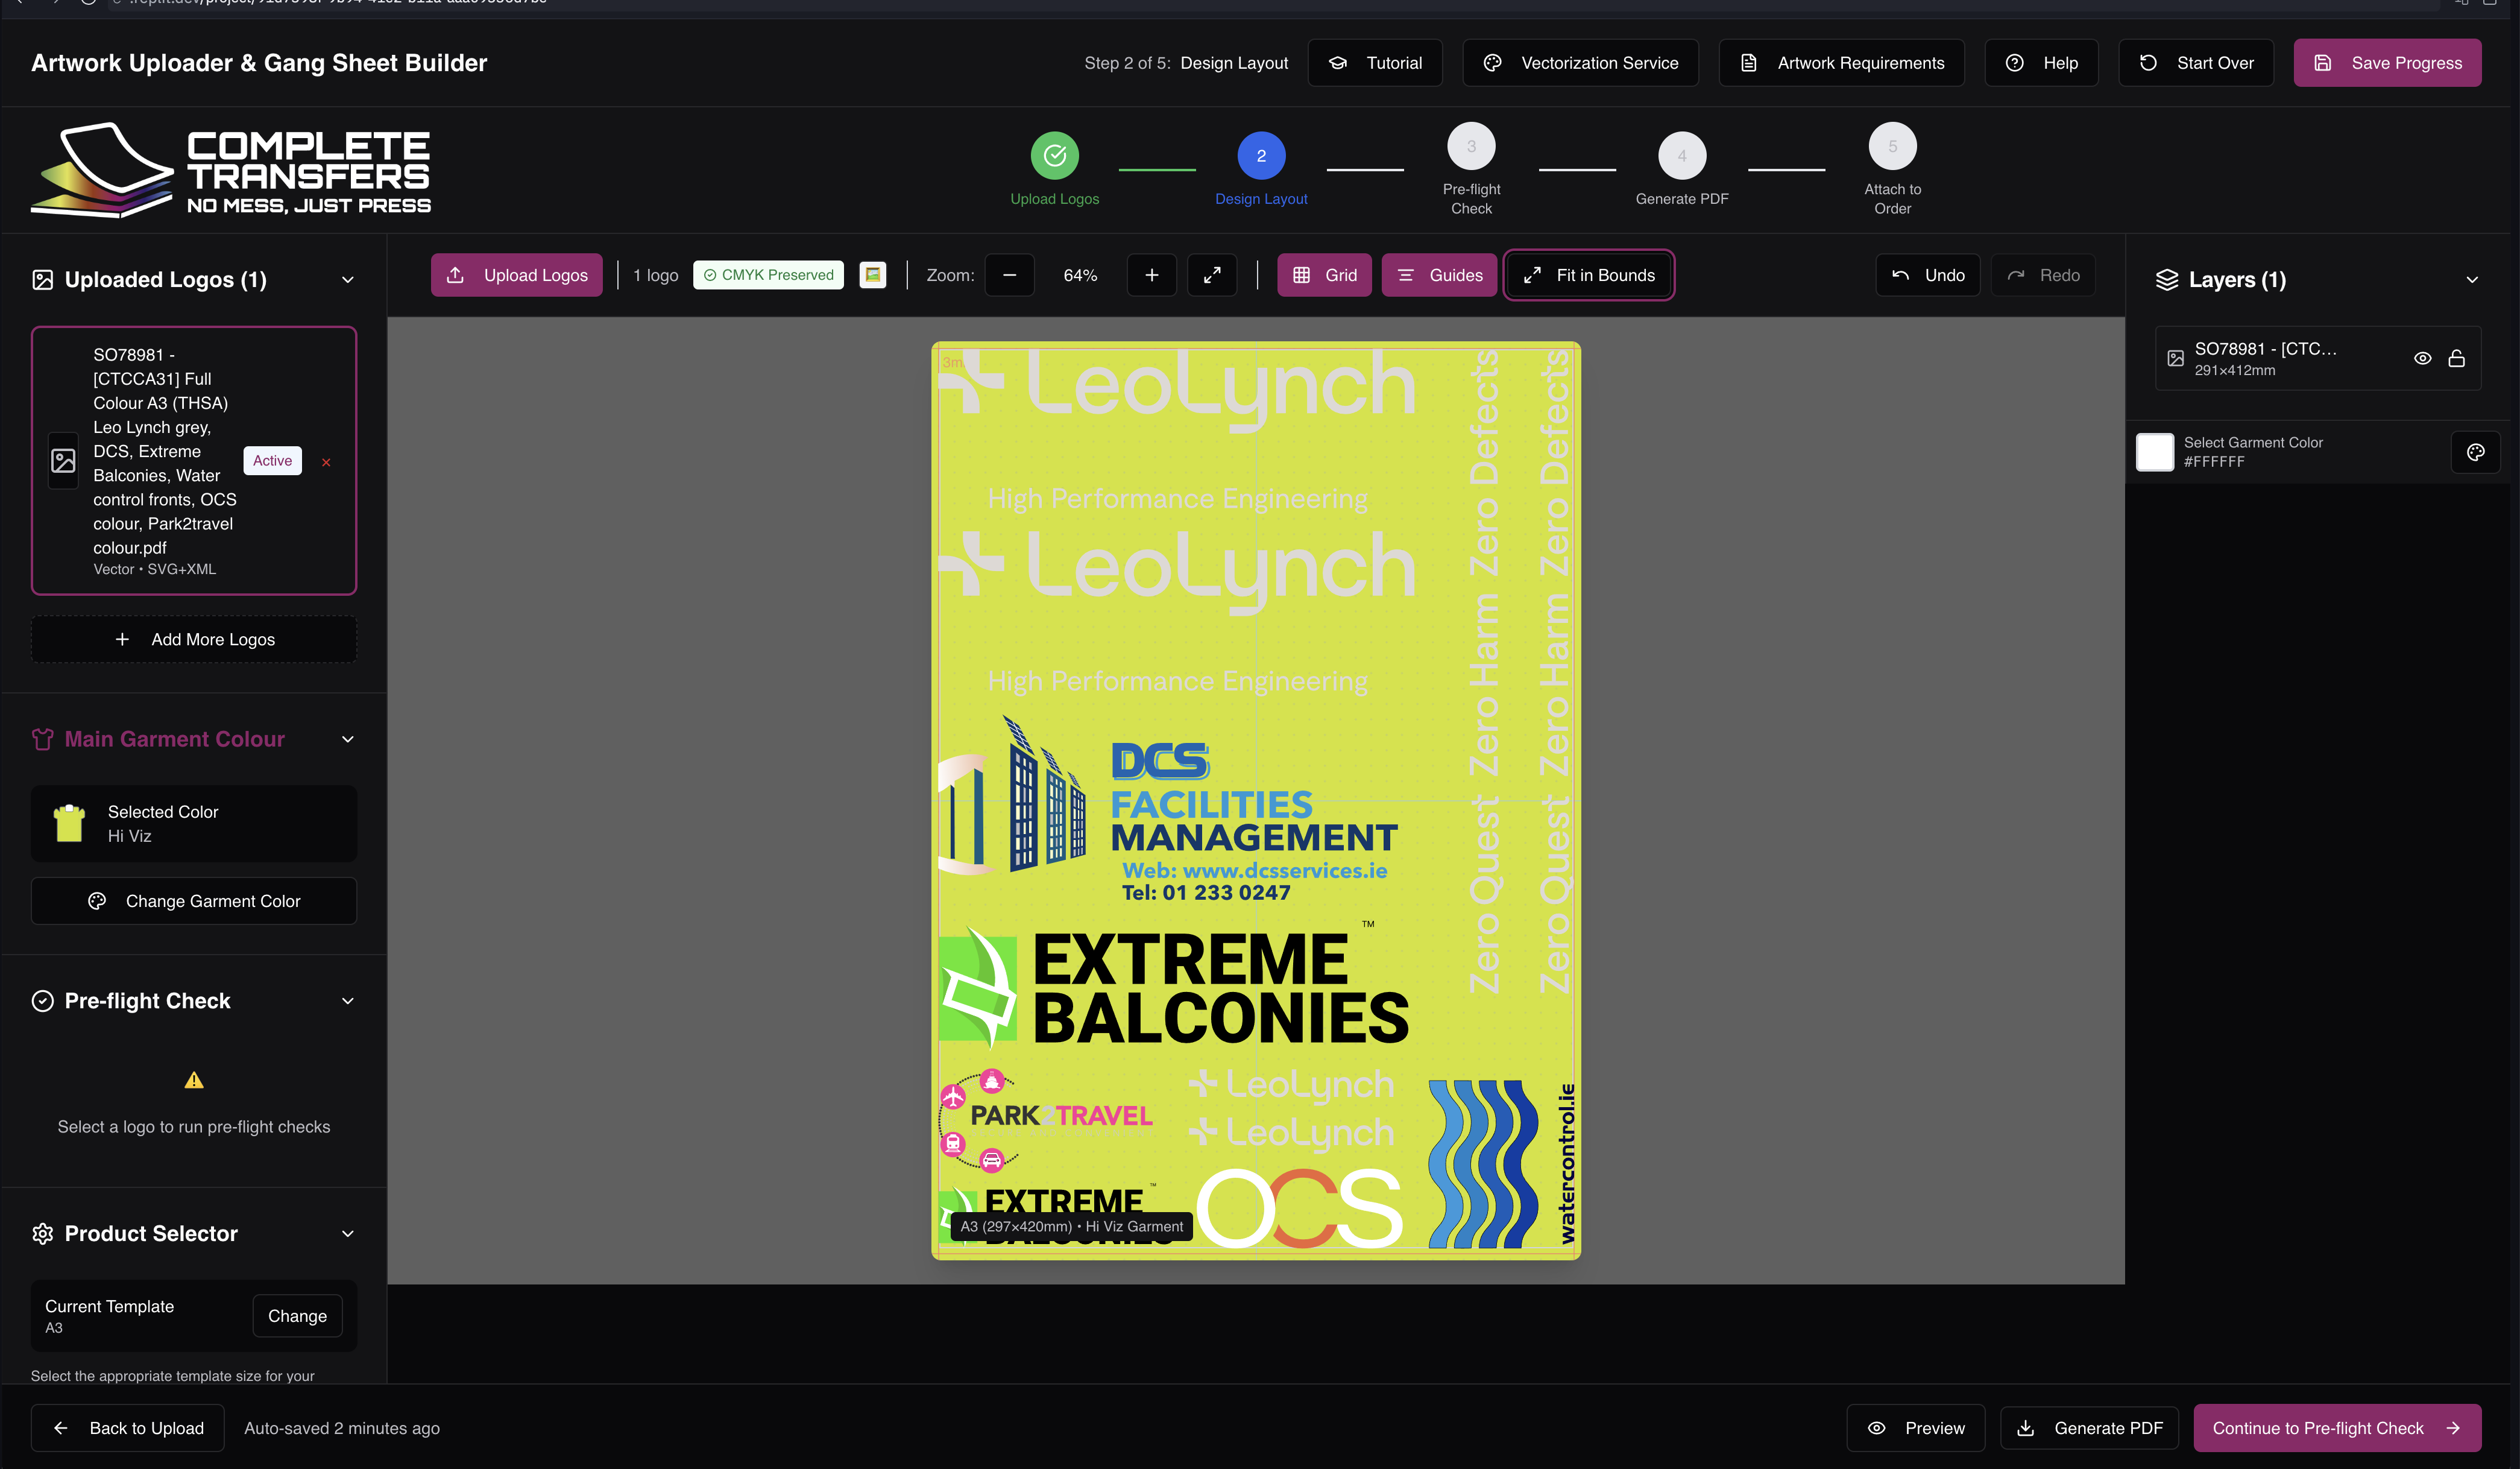 Artwork Uploader & Gang Sheet Builder
Step 2 of 5: Design Layout
Tutorial
Vectorization Service
Artwork Requirements
Help
Start Over
Save Progress
COMPLETE
TRANSFERS
NO MESS, JUST PRESS
Upload Logos
2
Design Layout
3
Pre-flight
Check
4
Generate PDF
5
Attach to
Order
Uploaded Logos (1)
SO78981 -
[CTCCA31] Full
Colour A3 (THSA)
Leo Lynch grey,
DCS, Extreme
Balconies, Water
control fronts, OCS
colour, Park2travel
colour.pdf
Vector • SVG+XML
Active
Add More Logos
Main Garment Colour
Selected Color
Hi Viz
Change Garment Color
Pre-flight Check
Select a logo to run pre-flight checks
Product Selector
Current Template
A3
Change
Select the appropriate template size for your
Upload Logos
1 logo
CMYK Preserved
Zoom:
64%
Grid
Guides
Fit in Bounds
Undo
Redo
3m
LeoLynch
High Performance Engineering
LeoLynch
High Performance Engineering
Zero Quest Zero Harm Zero Defects
Zero Quest Zero Harm Zero Defects
DCS
FACILITIES
MANAGEMENT
Web: www.dcsservices.ie
Tel: 01 233 0247
EXTREME ™
BALCONIES
PARK2TRAVEL
LeoLynch
LeoLynch
EXTREME ™
BALCONIES
A3 (297×420mm) • Hi Viz Garment
OCS
watercontrol.ie
Layers (1)
SO78981 - [CTC...
291×412mm
Select Garment Color
#FFFFFF
Back to Upload
Auto-saved 2 minutes ago
Preview
Generate PDF
Continue to Pre-flight Check